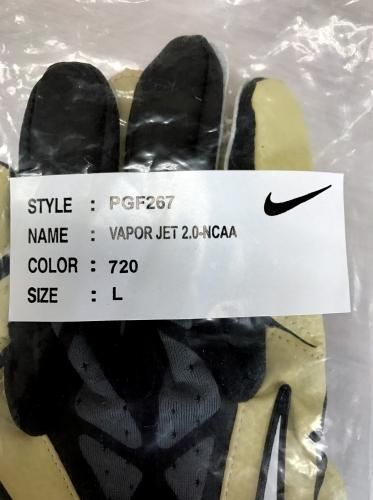 STYLE : PGF267
NAME : VAPOR JET 2.0-NCAA
COLOR : 720
SIZE : L